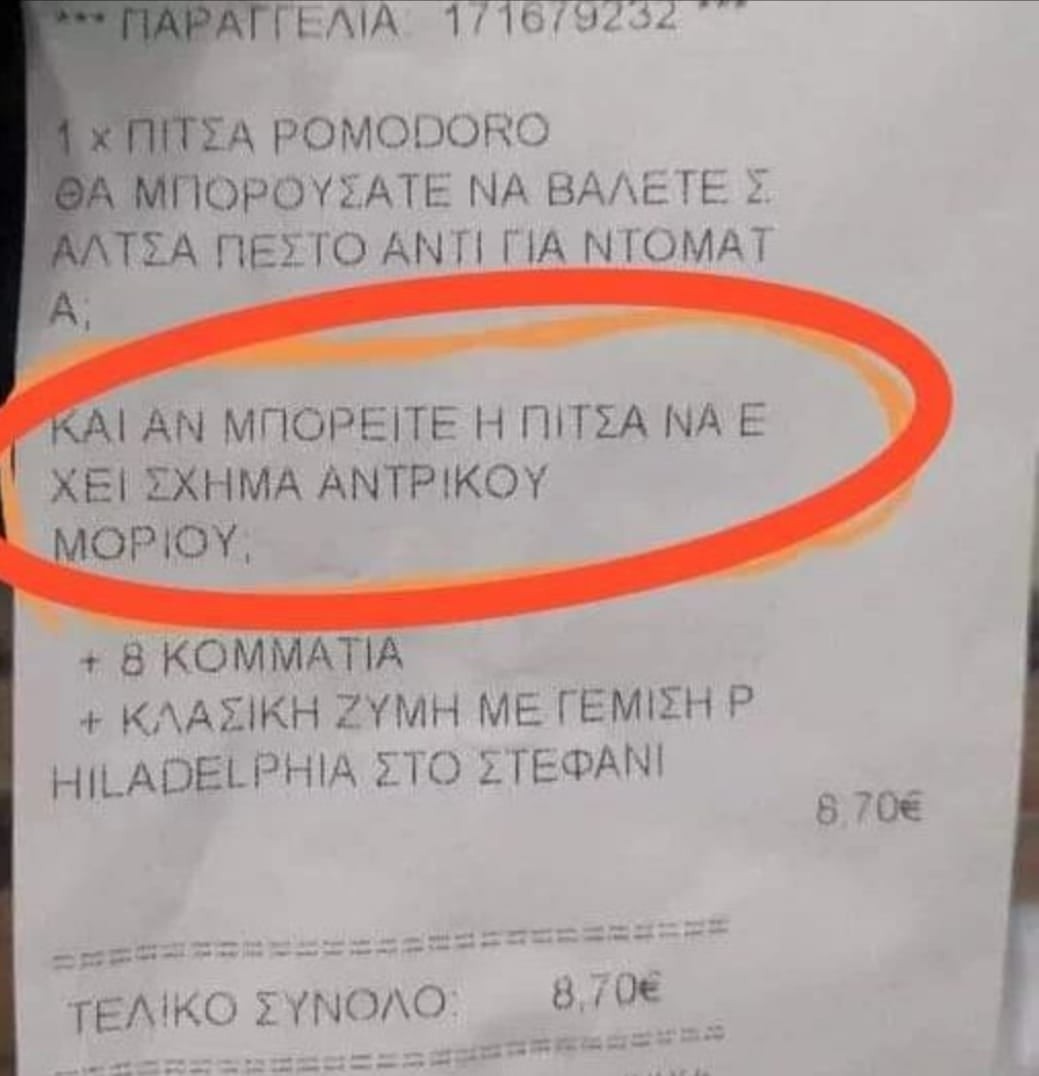 *** ΠΑΡΑΓΓΕΛΙΑ: 171679232 ***
1 x ΠΙΤΣΑ POMODORO
ΘΑ ΜΠΟΡΟΥΣΑΤΕ ΝΑ ΒΑΛΕΤΕ Σ
ΑΛΤΣΑ ΠΕΣΤΟ ΑΝΤΙ ΓΙΑ ΝΤΟΜΑΤ
Α;
ΚΑΙ ΑΝ ΜΠΟΡΕΙΤΕ Η ΠΙΤΣΑ ΝΑ Ε
ΧΕΙ ΣΧΗΜΑ ΑΝΤΡΙΚΟΥ
ΜΟΡΙΟΥ;
+ 8 ΚΟΜΜΑΤΙΑ
+ ΚΛΑΣΙΚΗ ΖΥΜΗ ΜΕ ΓΕΜΙΣΗ P
HILADELPHIA ΣΤΟ ΣΤΕΦΑΝΙ
8,70€
ΤΕΛΙΚΟ ΣΥΝΟΛΟ: 8,70€